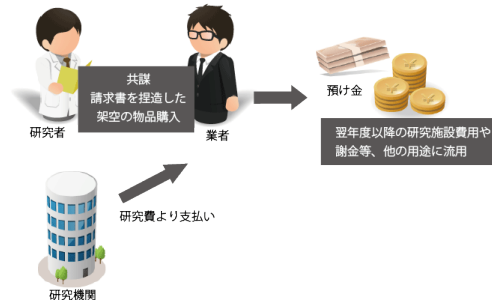 共謀
請求書を捏造した
架空の物品購入
研究者
業者
預け金
翌年度以降の研究施設費用や
謝金等、他の用途に流用
研究費より支払い
研究機関